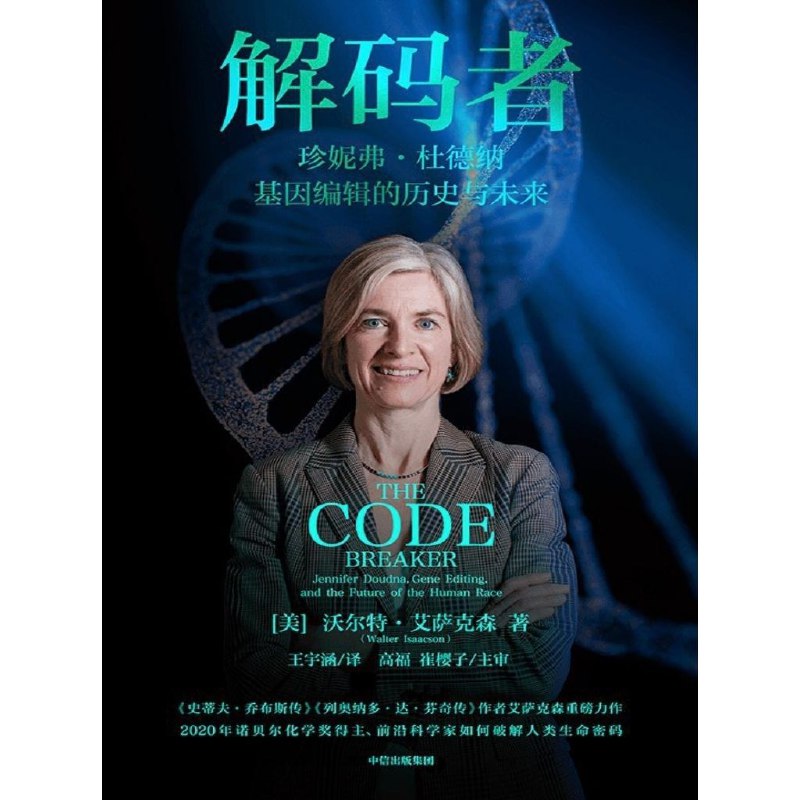 解码者
珍妮弗·杜德纳
基因编辑的历史与未来
THE
CODE
BREAKER
Jennifer Doudna, Gene Editing,
and the Future of the Human Race
[美] 沃尔特·艾萨克森 著
(Walter Isaacson)
王宇涵/译 高福 崔樱子/主审
《史蒂夫·乔布斯传》《列奥纳多·达·芬奇传》作者艾萨克森重磅力作
2020年诺贝尔化学奖得主、前沿科学家如何破解人类生命密码
中信出版集团